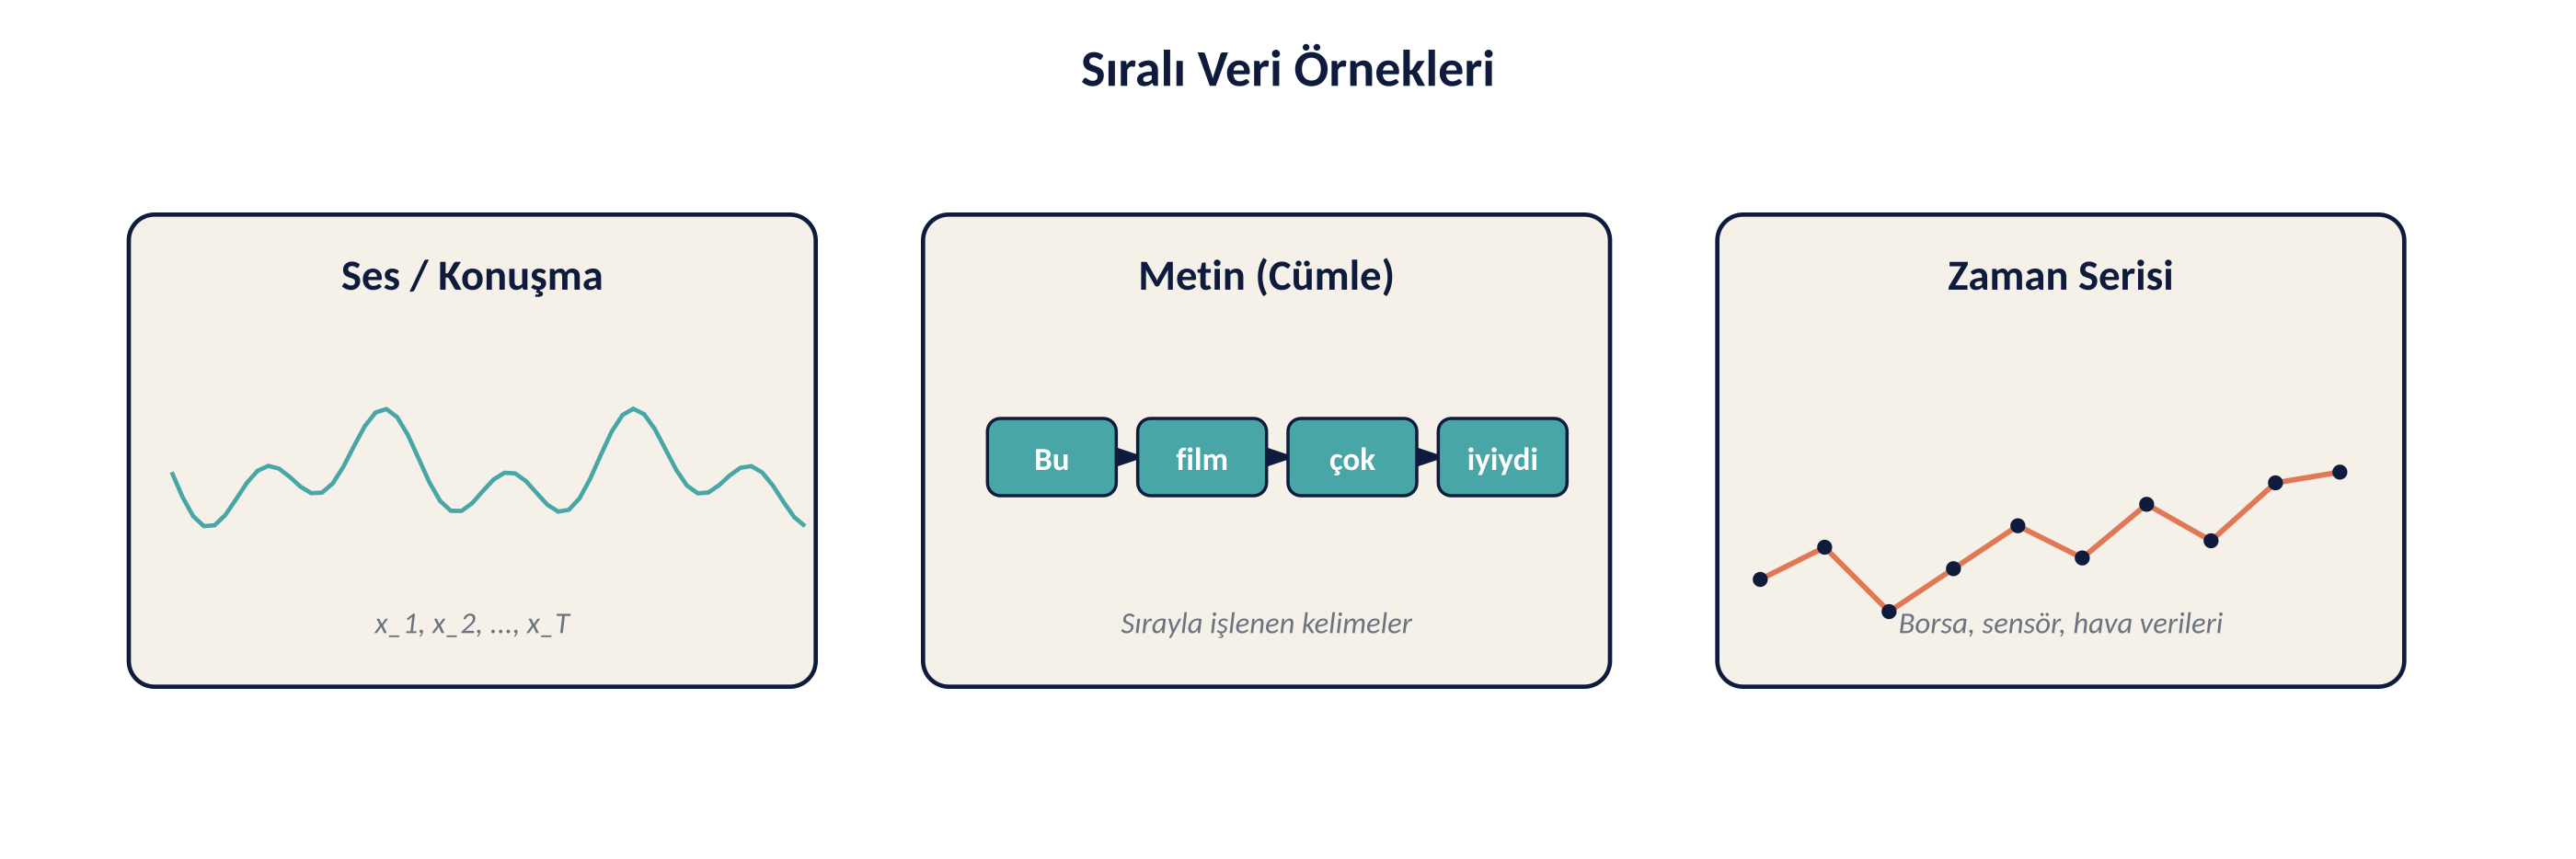 Sıralı Veri Örnekleri
Ses / Konuşma
x_1, x_2, ..., x_T
Metin (Cümle)
Bu film çok iyiydi
Sırayla işlenen kelimeler
Zaman Serisi
Borsa, sensör, hava verileri